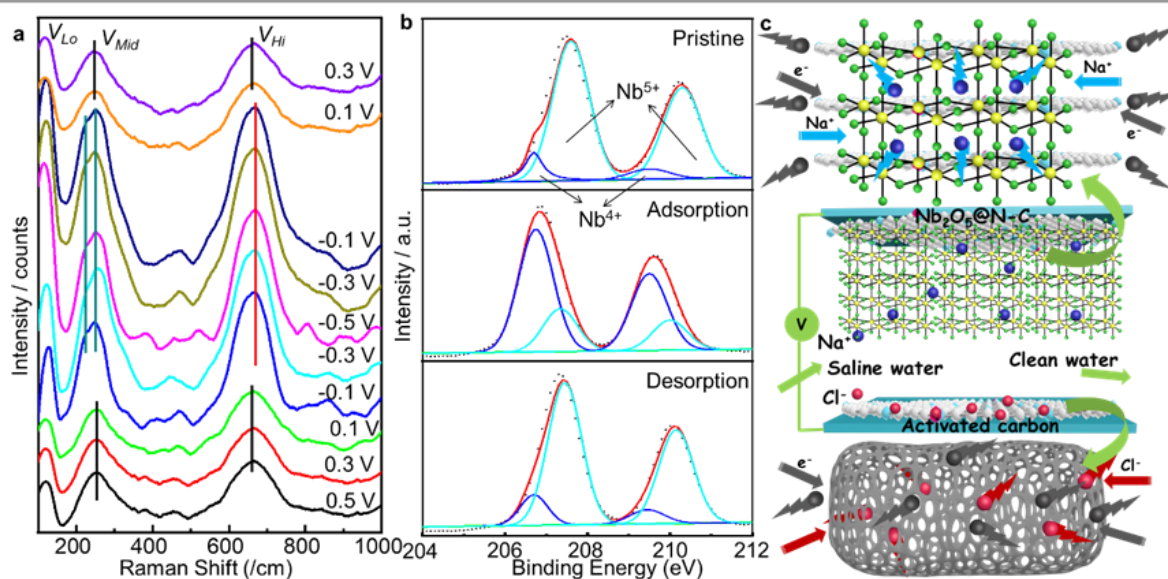 a
V_Lo
V_Mid
V_Hi
0.3 V
0.1 V
-0.1 V
-0.3 V
-0.5 V
-0.3 V
-0.1 V
0.1 V
0.3 V
0.5 V
Intensity / counts
200 400 600 800 1000
Raman Shift (/cm)
b
Pristine
Nb⁵⁺
Nb⁴⁺
Adsorption
Desorption
Intensity / a.u.
204 206 208 210 212
Binding Energy (eV)
c
e⁻
Na⁺
Na⁺
e⁻
Nb₂O₅@N-C
V
Na⁺
Saline water
Clean water
Cl⁻
Activated carbon
e⁻
Cl⁻